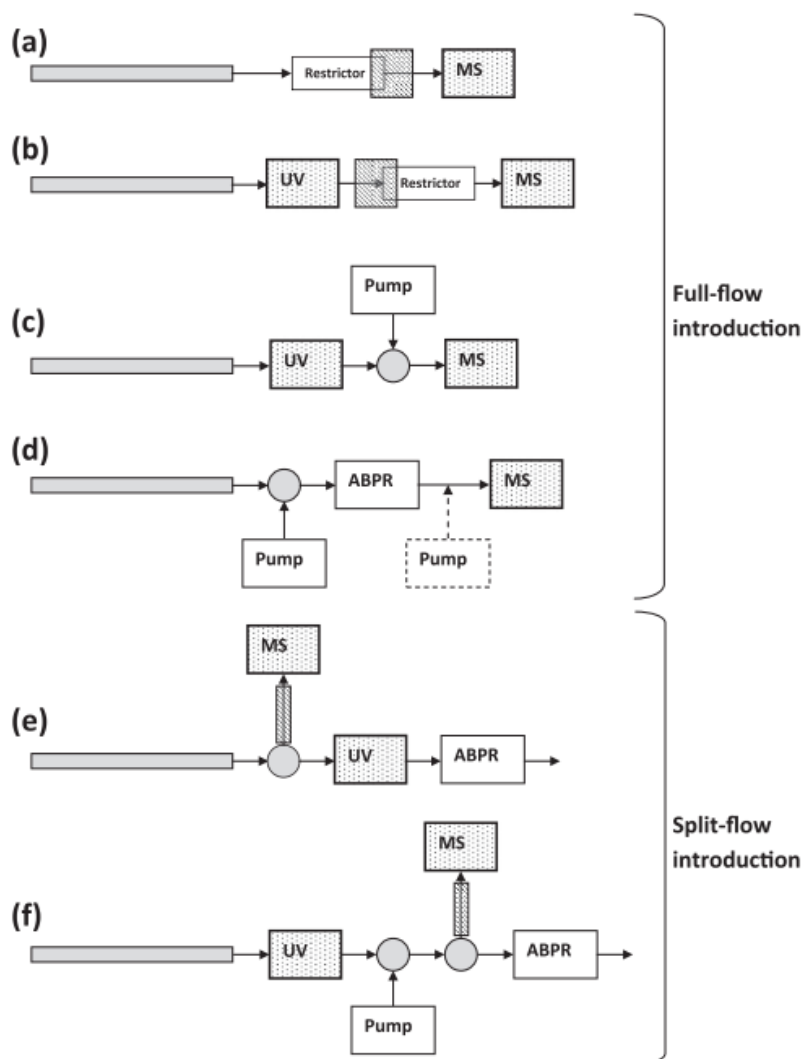 (a)
Restrictor
MS
(b)
UV
Restrictor
MS
Pump
(c)
UV
MS
Full-flow
introduction
(d)
ABPR
MS
Pump
Pump
MS
(e)
UV
ABPR
Split-flow
introduction
MS
(f)
UV
ABPR
Pump